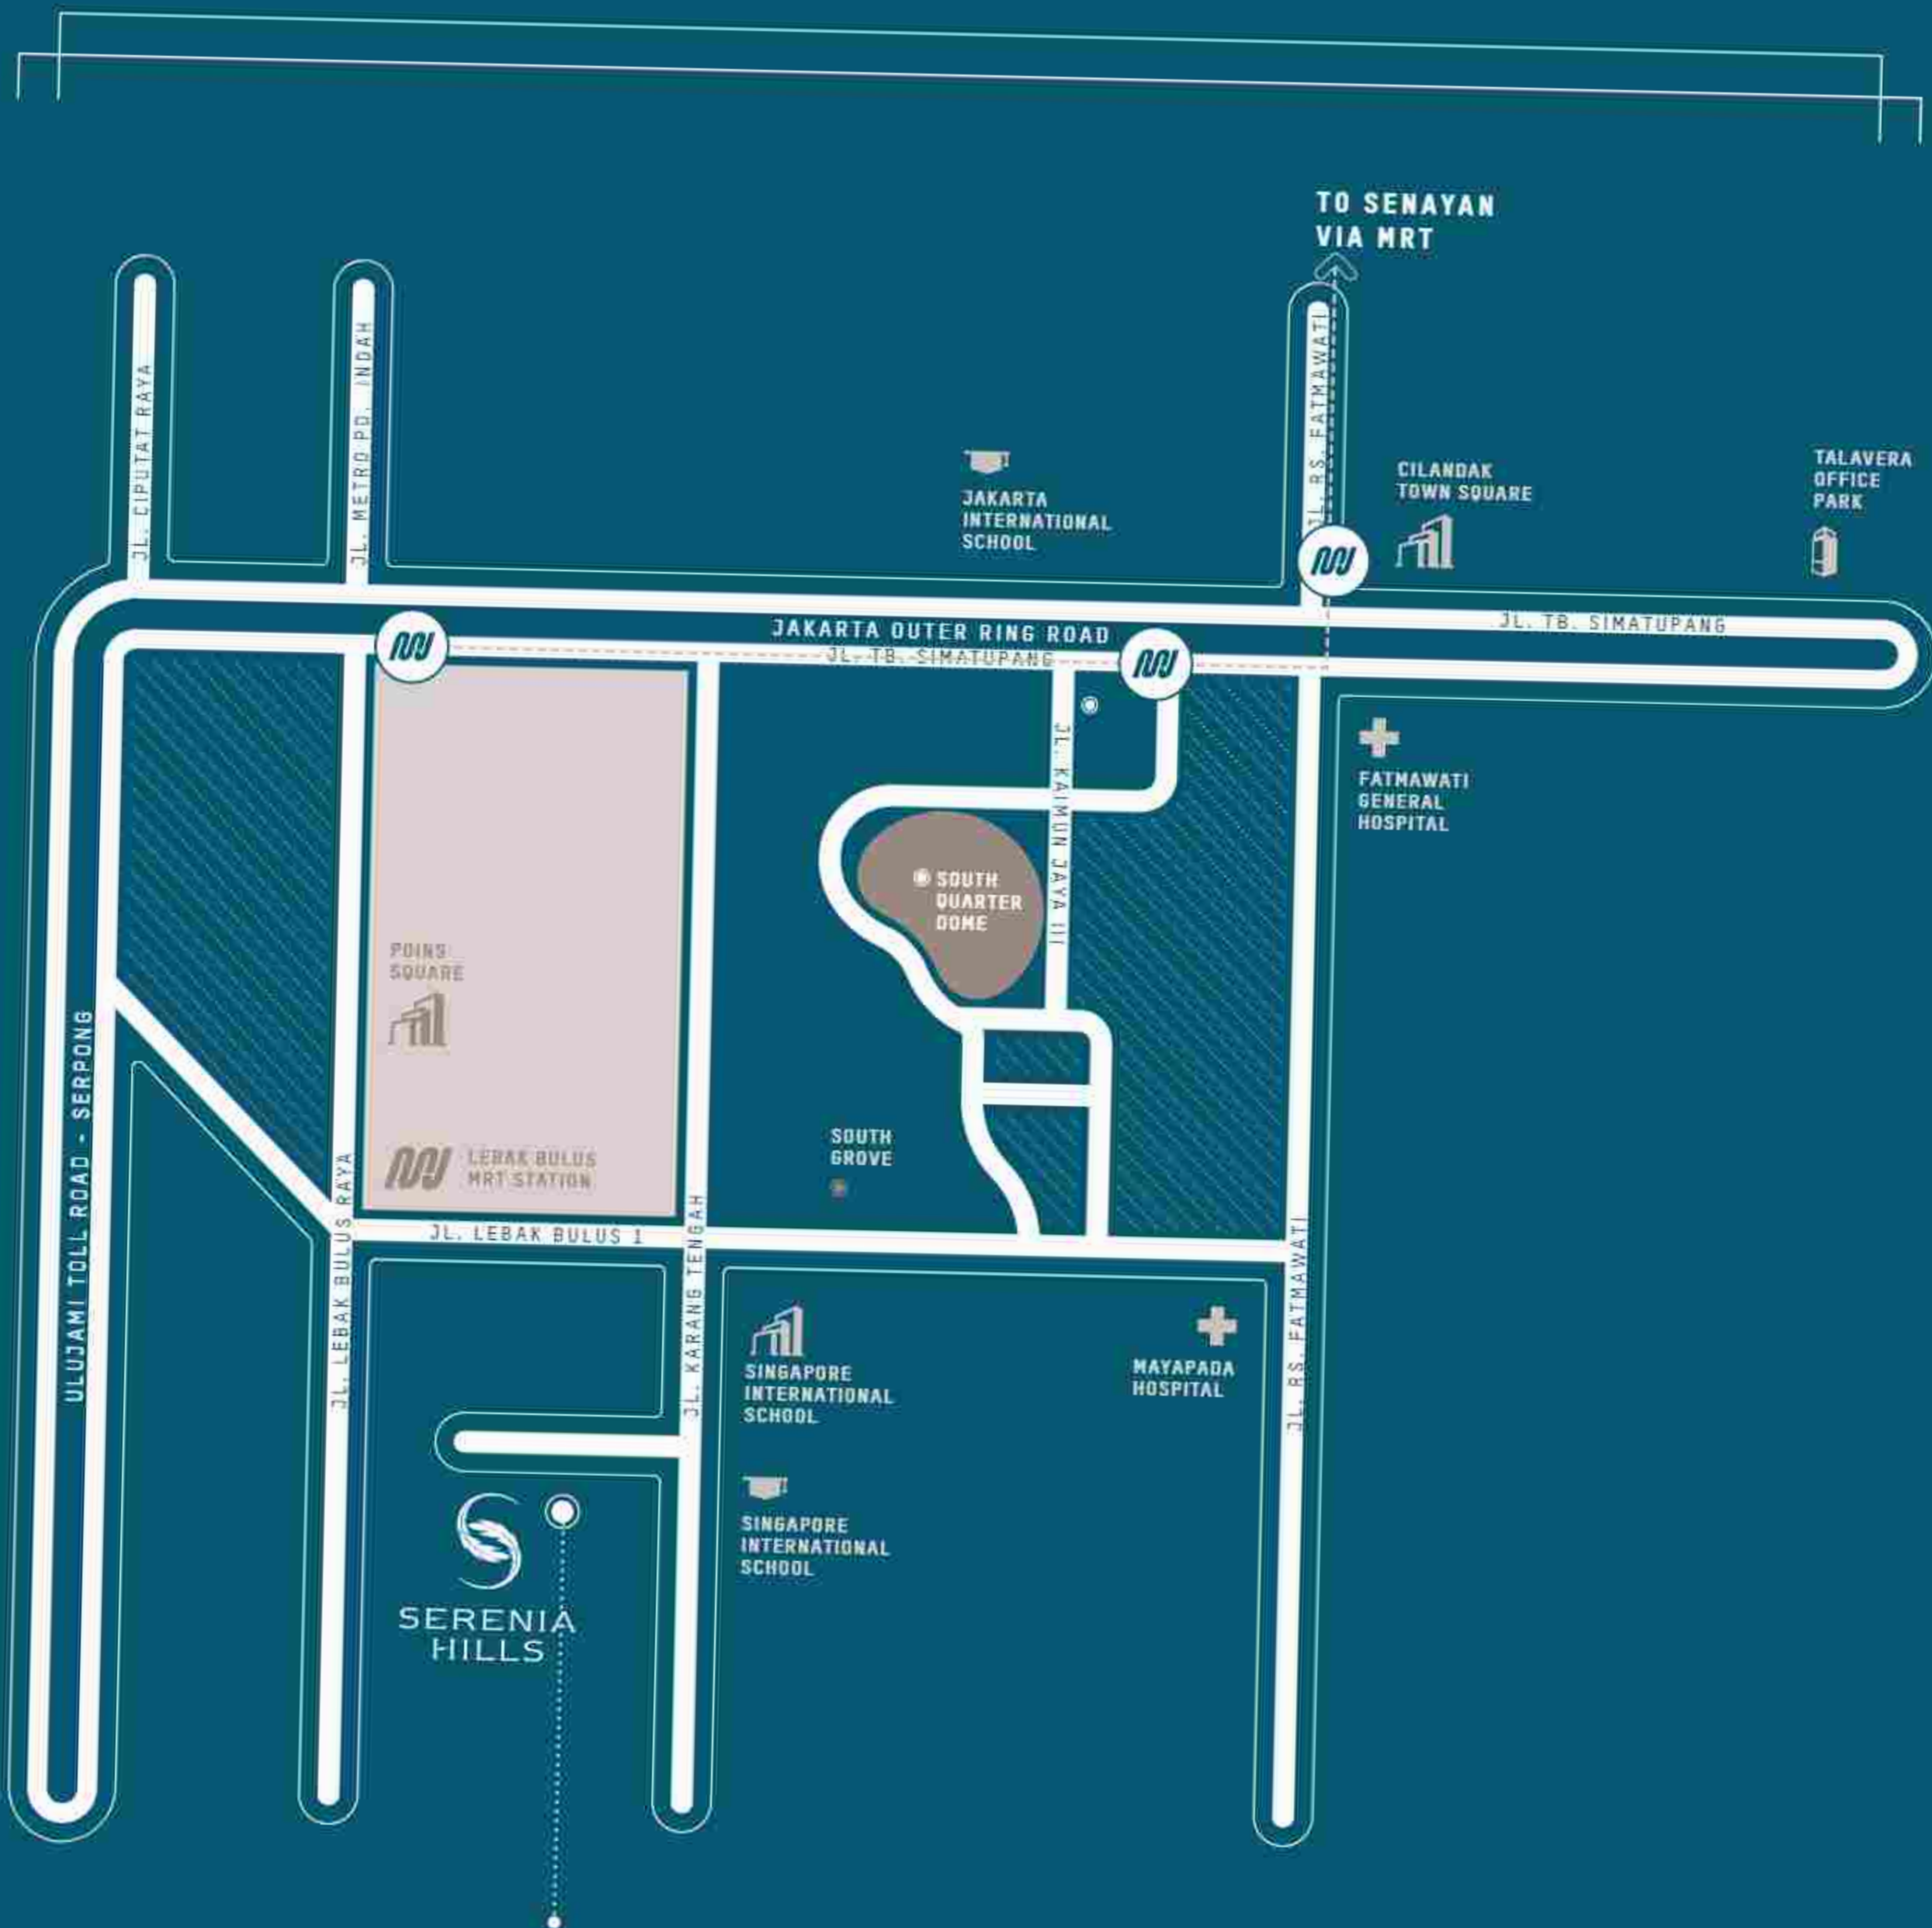 TO SENAYAN
VIA MRT
JL. CIPUTAT RAYA
JL. METRO PD. INDAH
JL. RS. FATMAWATI
JAKARTA
INTERNATIONAL
SCHOOL
CILANDAK
TOWN SQUARE
TALAVERA
OFFICE
PARK
JAKARTA OUTER RING ROAD
JL. TB. SIMATUPANG
JL. TB. SIMATUPANG
FATMAWATI
GENERAL
HOSPITAL
JL. KAIMUN JAYA III
SOUTH
QUARTER
DOME
POINS
SQUARE
ULUJAMI TOLL ROAD - SERPONG
LEBAK BULUS
MRT STATION
SOUTH
GROVE
JL. LEBAK BULUS RAYA
JL. LEBAK BULUS 1
JL. KARANG TENGAH
JL. RS. FATMAWATI
SINGAPORE
INTERNATIONAL
SCHOOL
MAYAPADA
HOSPITAL
SINGAPORE
INTERNATIONAL
SCHOOL
SERENIA
HILLS